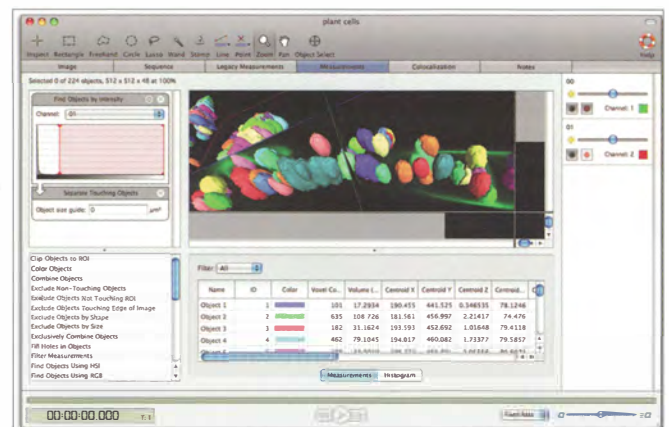 plant cells
Inspect Rectangle Freehand Circle Lasso Wand Stamp Line Point Zoom Pan Object Select Help
Image Sequence Legacy Measurements Measurements Colocalization Notes
Selected 0 of 224 objects, 512 x 512 x 48 at 100%
Find Objects by Intensity
Channel: 01
Separate Touching Objects
Object size guide: 0 µm³
00
Channel: 1
01
Channel: 2
Clip Objects to ROI
Color Objects
Combine Objects
Exclude Non-Touching Objects
Exclude Objects Not Touching ROI
Exclude Objects Touching Edge of Image
Exclude Objects by Shape
Exclude Objects by Size
Exclusively Combine Objects
Fill Holes in Objects
Filter Measurements
Find Objects Using HSI
Find Objects Using RGB
Filter: All
Name ID Color Voxel Co... Volume (... Centroid X Centroid Y Centroid Z Centroid...
Object 1 1 101 17.2934 190.455 441.525 0.546535 78.1246
Object 2 2 635 108.726 181.561 456.997 2.21417 74.476
Object 3 3 182 31.1624 193.593 452.692 1.01648 79.4118
Object 4 4 462 79.1045 194.817 460.082 1.73377 79.5857
Measurements Histogram
00:00:00.000 T: 1
Fixed Rate